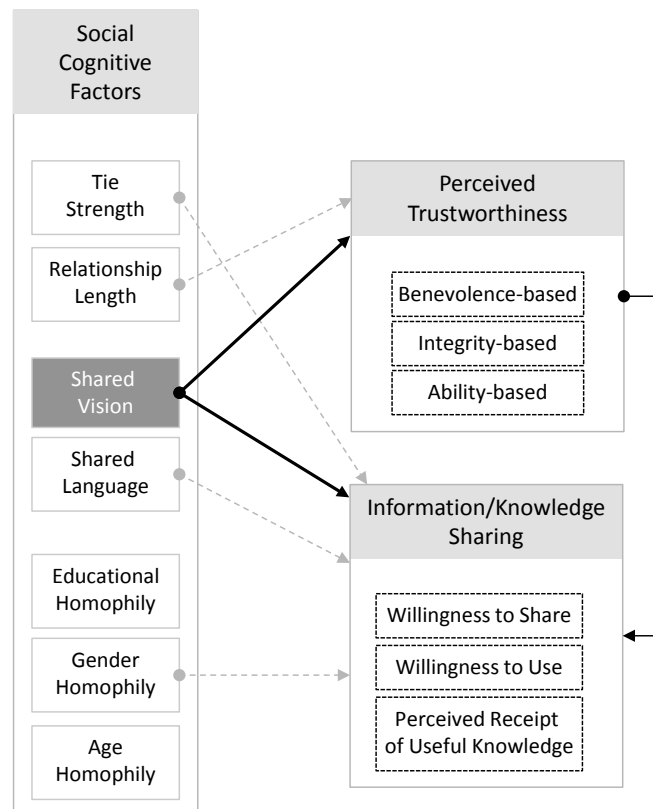 Social
Cognitive
Factors
Tie
Strength
Relationship
Length
Shared
Vision
Shared
Language
Educational
Homophily
Gender
Homophily
Age
Homophily
Perceived
Trustworthiness
Benevolence-based
Integrity-based
Ability-based
Information/Knowledge
Sharing
Willingness to Share
Willingness to Use
Perceived Receipt
of Useful Knowledge